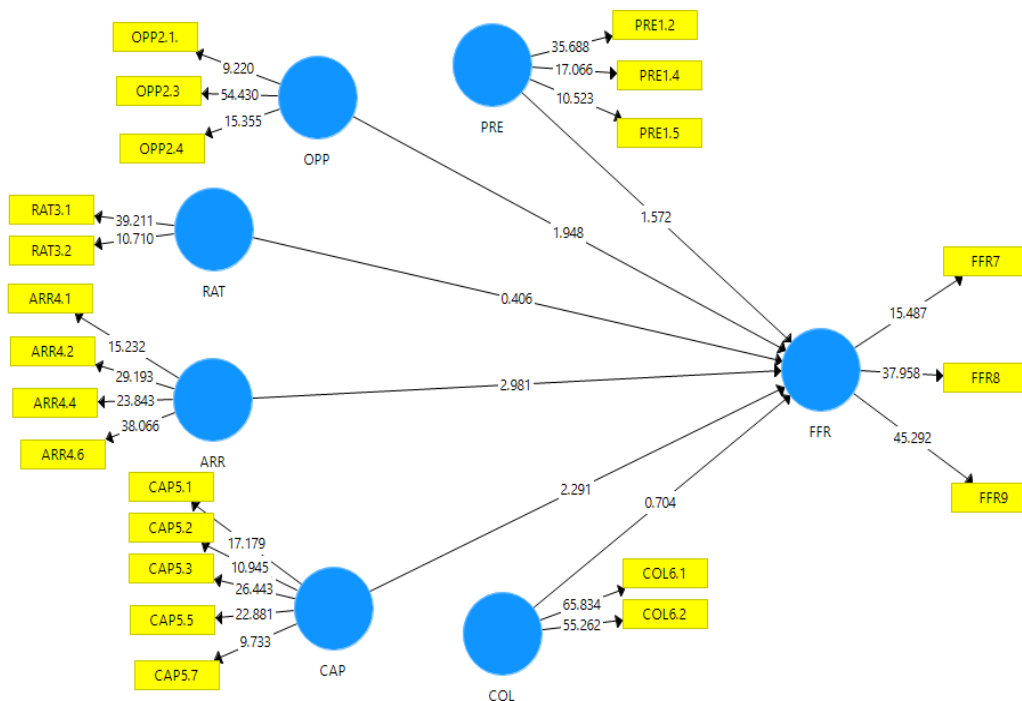 OPP2.1.
OPP2.3
OPP2.4
9.220
54.430
15.355
OPP
PRE1.2
PRE1.4
PRE1.5
35.688
17.066
10.523
PRE
RAT3.1
RAT3.2
39.211
10.710
RAT
ARR4.1
ARR4.2
ARR4.4
ARR4.6
15.232
29.193
23.843
38.066
ARR
CAP5.1
CAP5.2
CAP5.3
CAP5.5
CAP5.7
17.179
10.945
26.443
22.881
9.733
CAP
COL6.1
COL6.2
65.834
55.262
COL
1.572
1.948
0.406
2.981
2.291
0.704
FFR
15.487
37.958
45.292
FFR7
FFR8
FFR9